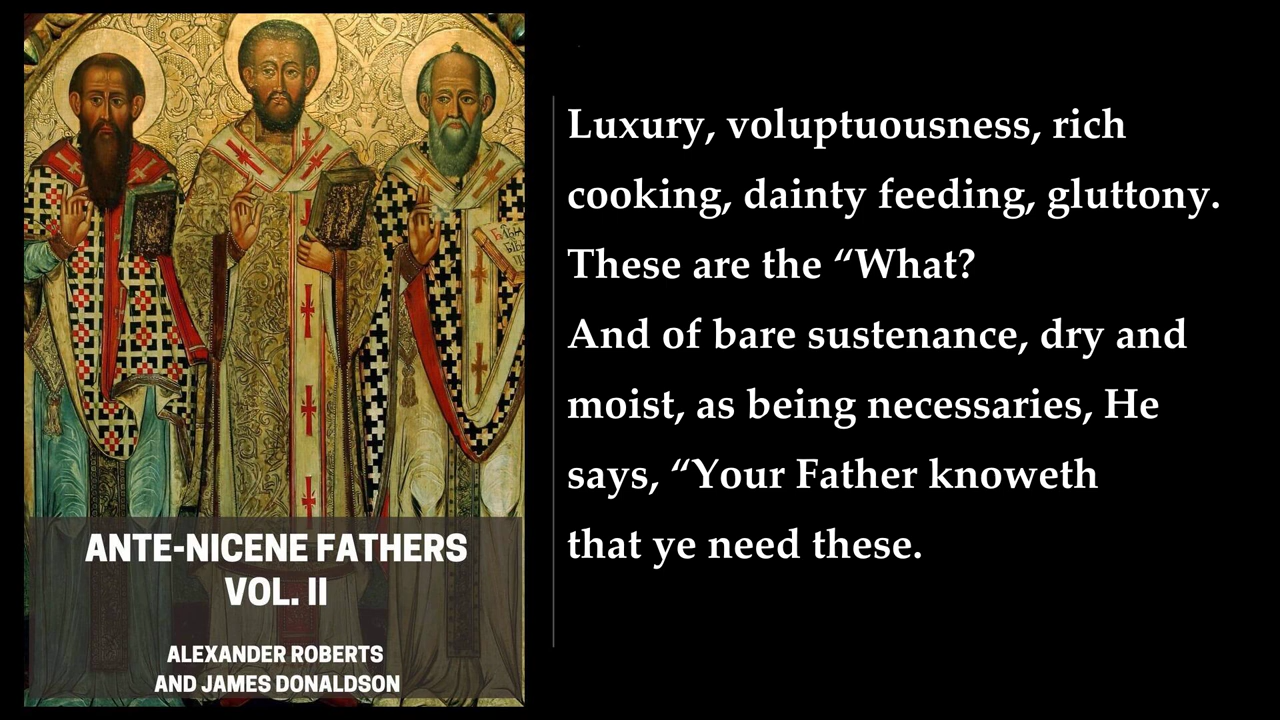 Luxury, voluptuousness, rich
cooking, dainty feeding, gluttony.
These are the “What?
And of bare sustenance, dry and
moist, as being necessaries, He
says, “Your Father knoweth
that ye need these.
ANTE-NICENE FATHERS
VOL. II
ALEXANDER ROBERTS
AND JAMES DONALDSON